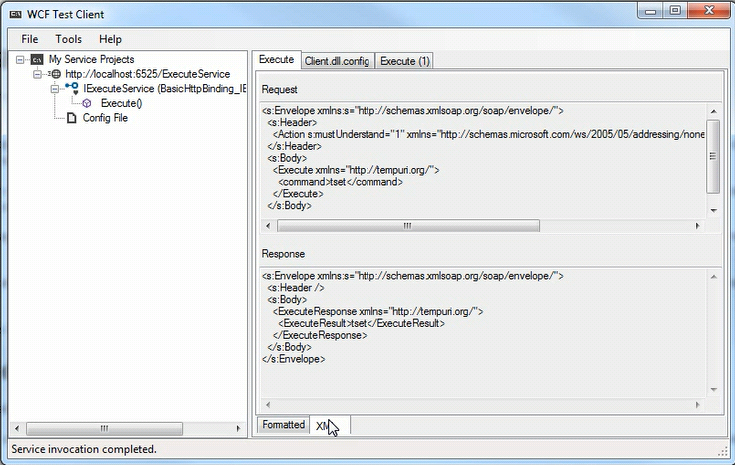 WCF Test Client
File Tools Help
My Service Projects
http://localhost:6525/ExecuteService
IExecuteService (BasicHttpBinding_IE
Execute()
Config File
Execute Client.dll.config Execute (1)
Request
<s:Envelope xmlns:s="http://schemas.xmlsoap.org/soap/envelope/">
<s:Header>
<Action s:mustUnderstand="1" xmlns="http://schemas.microsoft.com/ws/2005/05/addressing/none
</s:Header>
<s:Body>
<Execute xmlns="http://tempuri.org/">
<command>tset</command>
</Execute>
</s:Body>
Response
<s:Envelope xmlns:s="http://schemas.xmlsoap.org/soap/envelope/">
<s:Header />
<s:Body>
<ExecuteResponse xmlns="http://tempuri.org/">
<ExecuteResult>tset</ExecuteResult>
</ExecuteResponse>
</s:Body>
</s:Envelope>
Formatted
Service invocation completed.